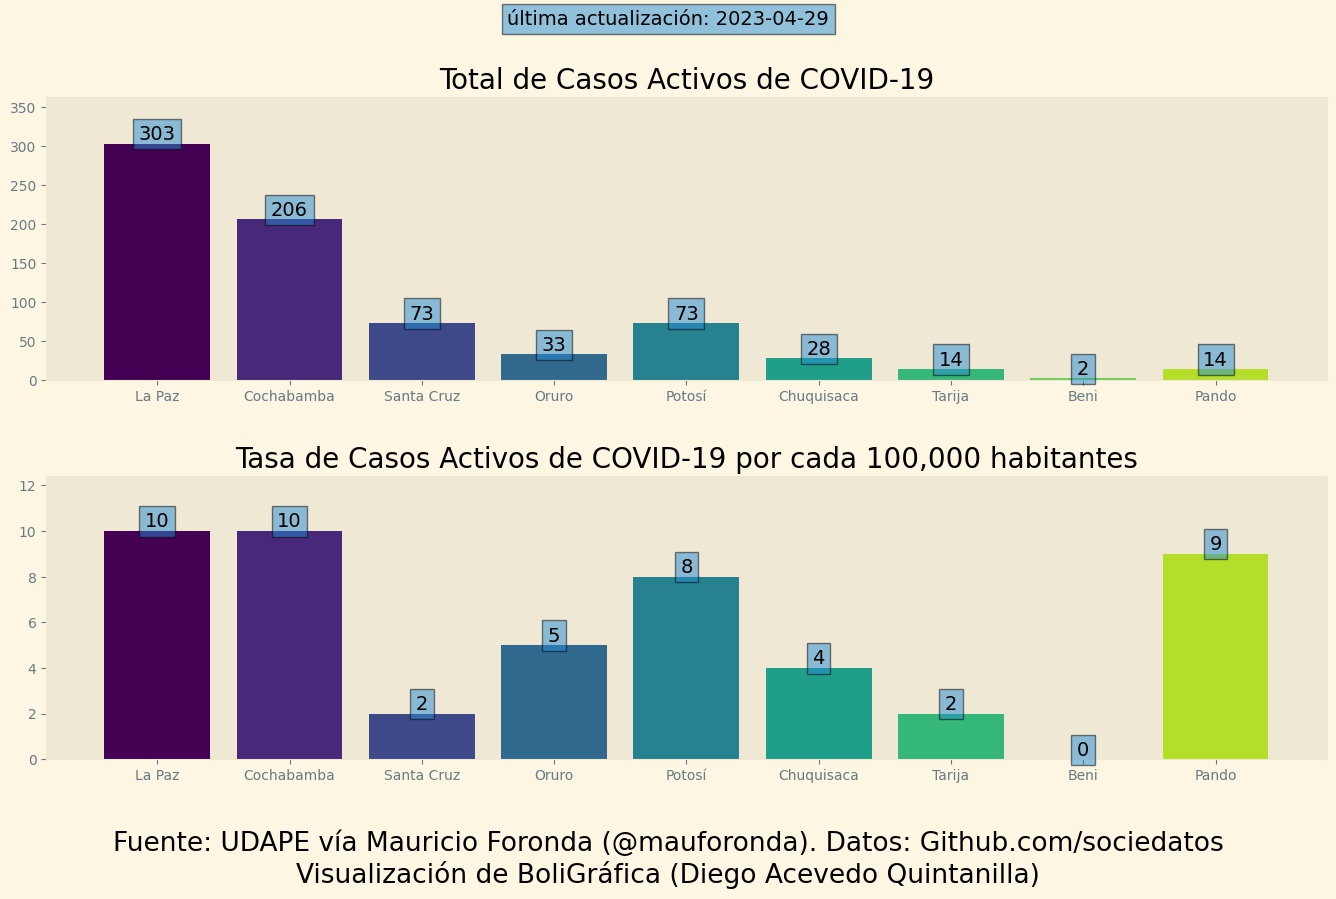 última actualización: 2023-04-29
Total de Casos Activos de COVID-19
350
300
250
200
150
100
50
0
303
206
73
33
73
28
14
2
14
La Paz
Cochabamba
Santa Cruz
Oruro
Potosí
Chuquisaca
Tarija
Beni
Pando
Tasa de Casos Activos de COVID-19 por cada 100,000 habitantes
12
10
8
6
4
2
0
10
10
2
5
8
4
2
0
9
La Paz
Cochabamba
Santa Cruz
Oruro
Potosí
Chuquisaca
Tarija
Beni
Pando
Fuente: UDAPE vía Mauricio Foronda (@mauforonda). Datos: Github.com/sociedatos
Visualización de BoliGráfica (Diego Acevedo Quintanilla)